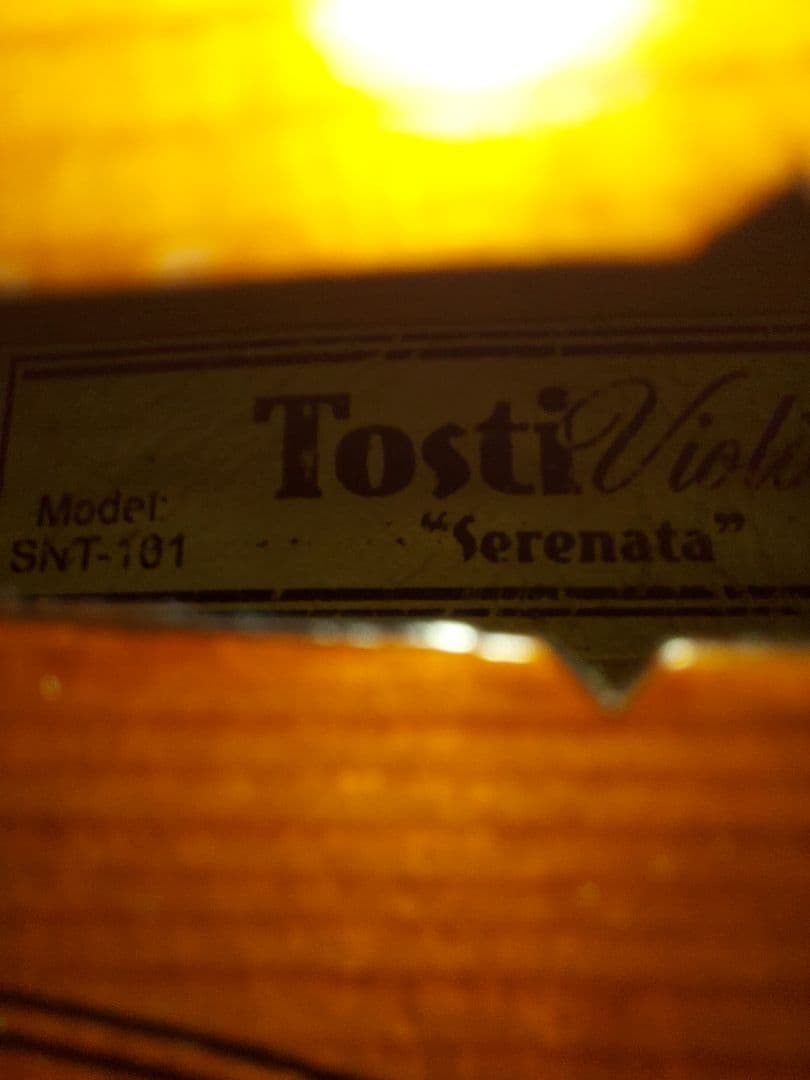 Tosti
Model:
"Serenata"
SNT-101